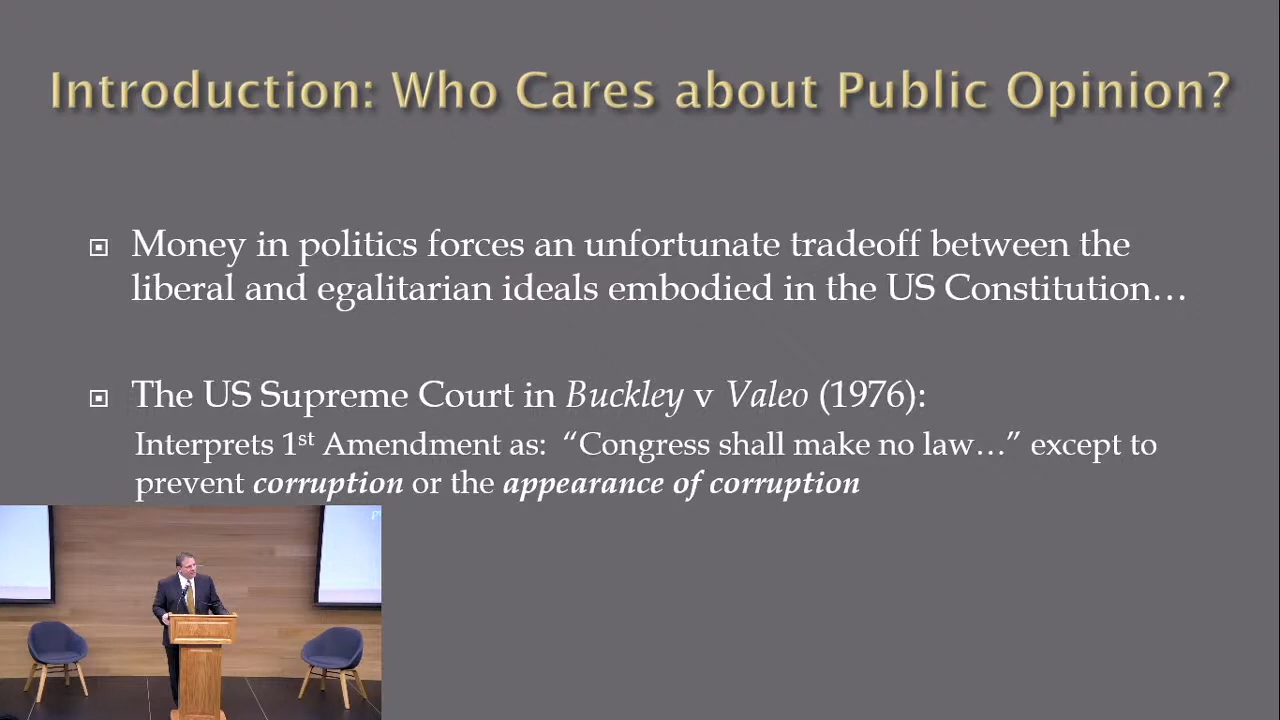 Introduction: Who Cares about Public Opinion?
Money in politics forces an unfortunate tradeoff between the
liberal and egalitarian ideals embodied in the US Constitution…
The US Supreme Court in Buckley v Valeo (1976):
Interprets 1st Amendment as: “Congress shall make no law…” except to
prevent corruption or the appearance of corruption